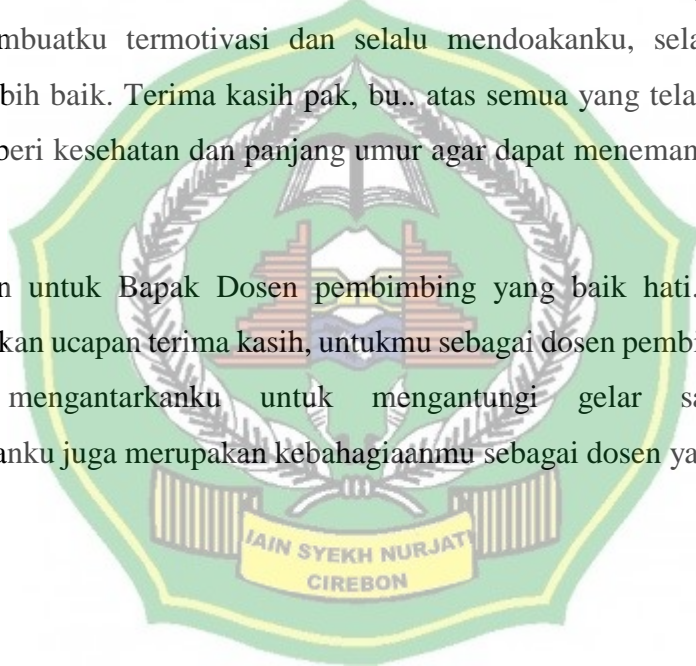 mbuatku termotivasi dan selalu mendoakanku, sela
bih baik. Terima kasih pak, bu.. atas semua yang tela
beri kesehatan dan panjang umur agar dapat meneman
n untuk Bapak Dosen pembimbing yang baik hati.
kan ucapan terima kasih, untukmu sebagai dosen pembi
mengantarkanku untuk mengantungi gelar sa
anku juga merupakan kebahagiaanmu sebagai dosen ya
IAIN SYEKH NURJATI
CIREBON